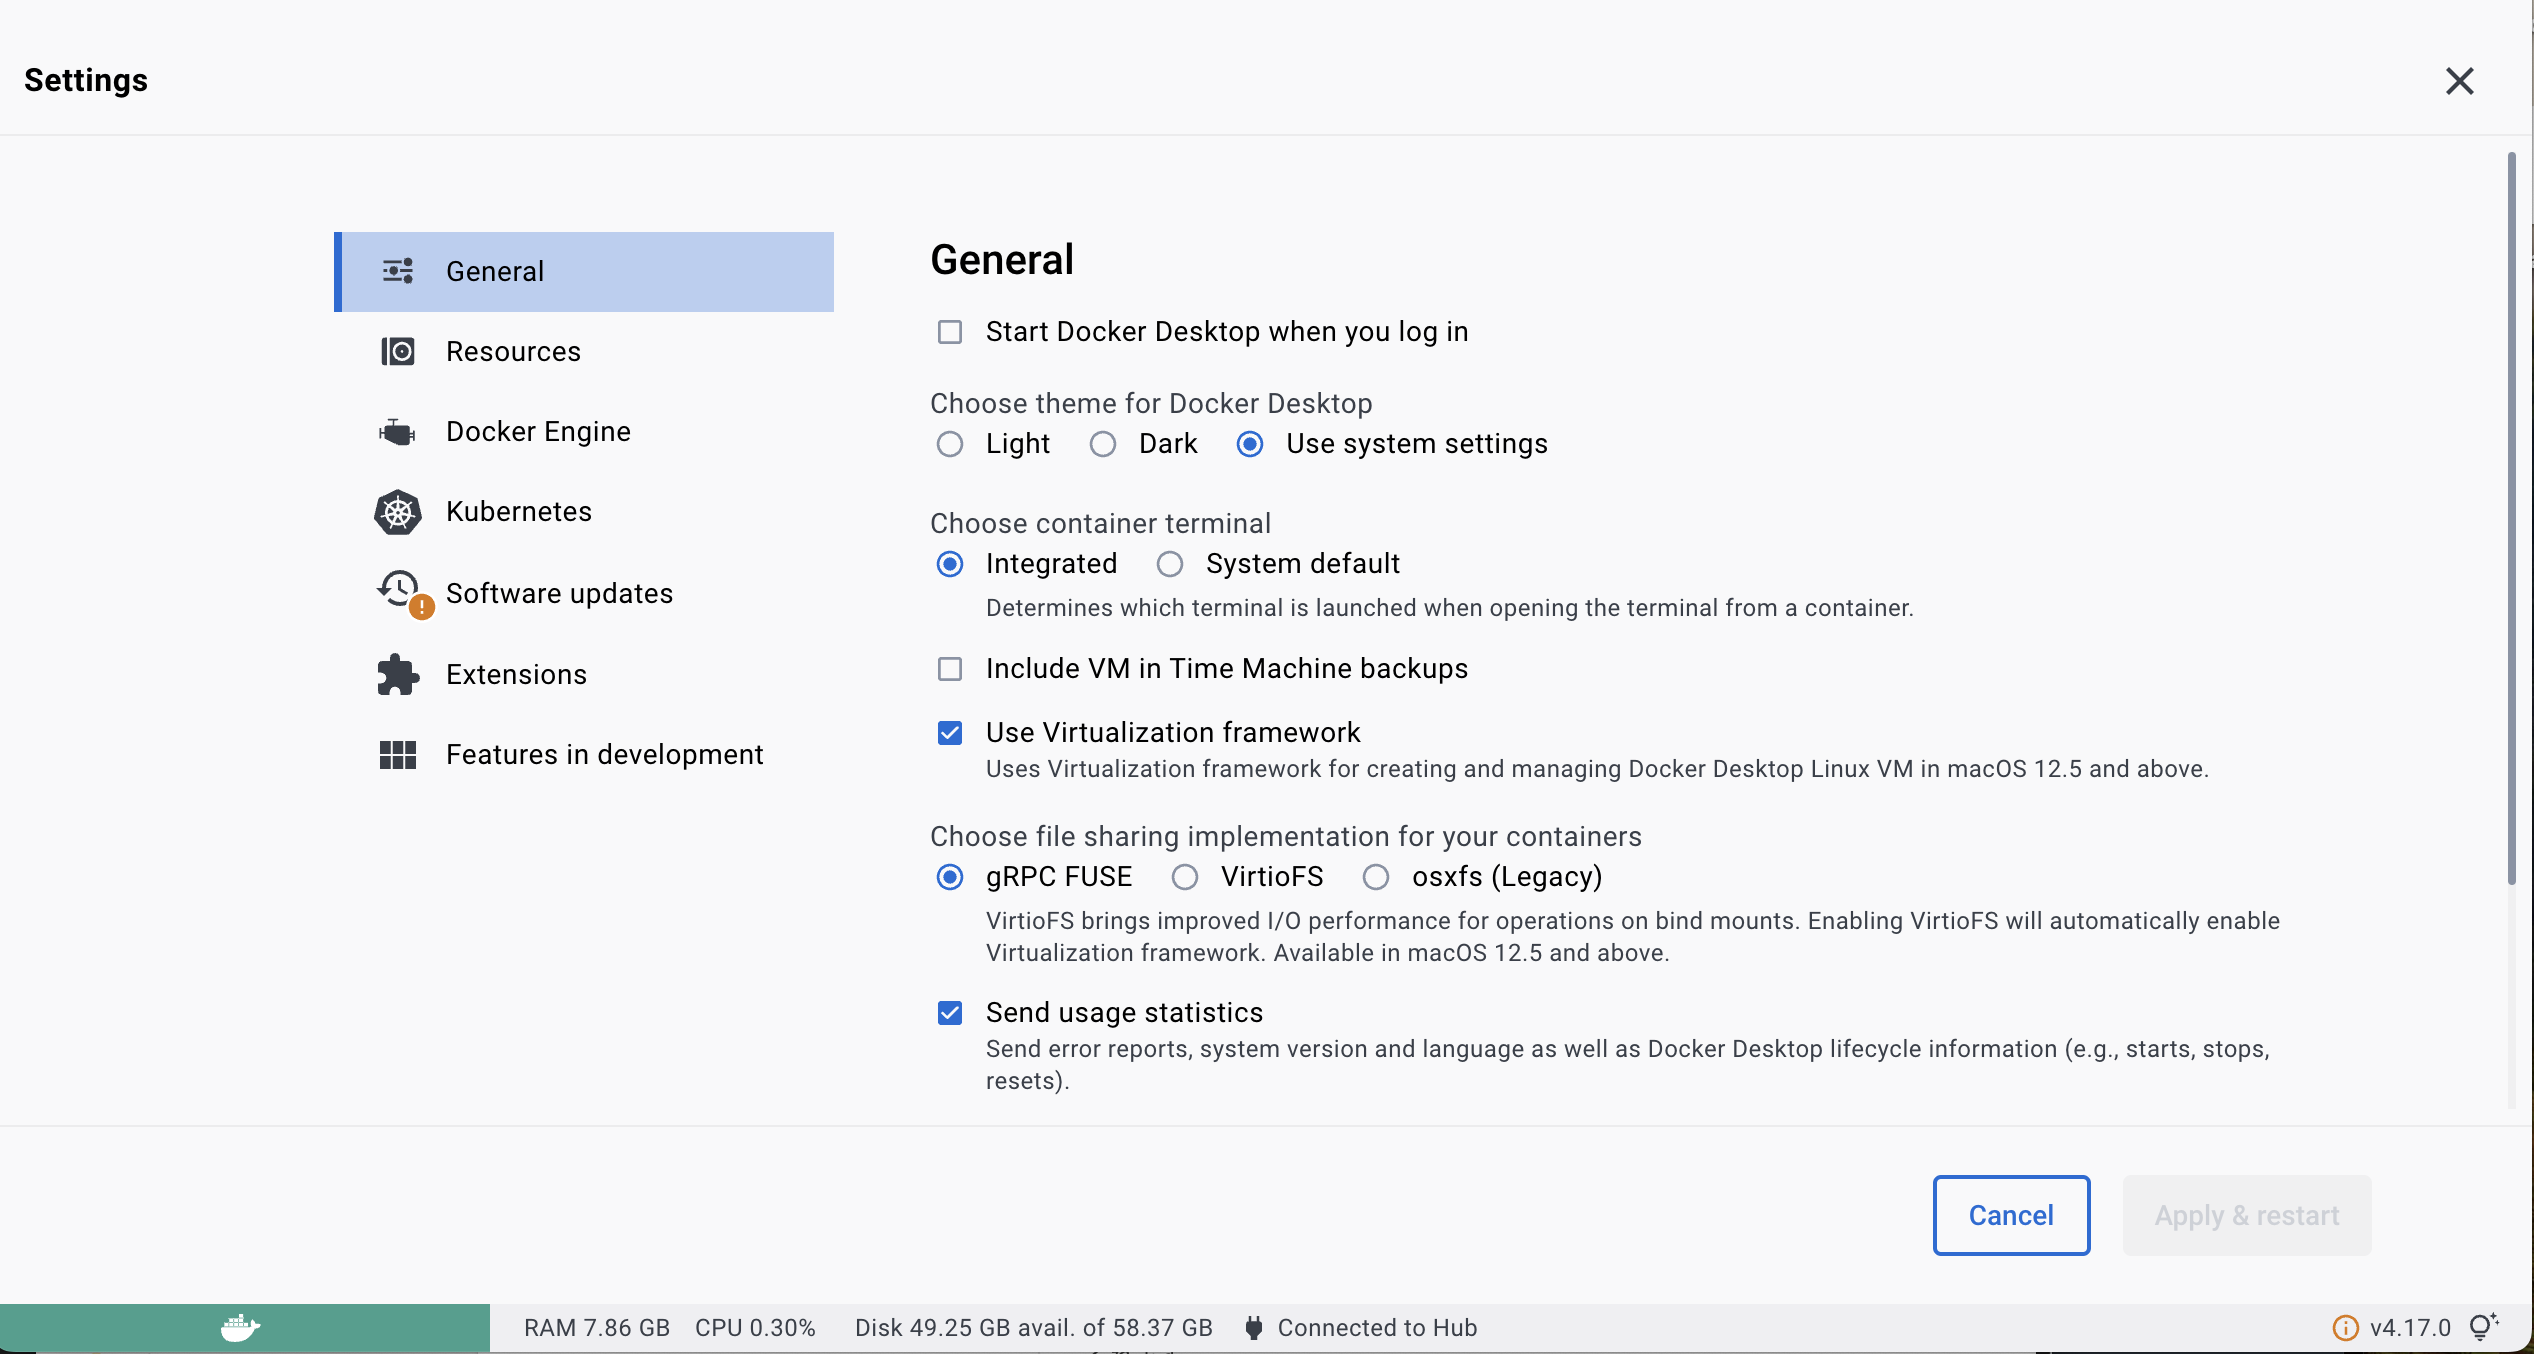 Settings
General
Resources
Docker Engine
Kubernetes
Software updates
Extensions
Features in development
General
Start Docker Desktop when you log in
Choose theme for Docker Desktop
Light Dark Use system settings
Choose container terminal
Integrated System default
Determines which terminal is launched when opening the terminal from a container.
Include VM in Time Machine backups
Use Virtualization framework
Uses Virtualization framework for creating and managing Docker Desktop Linux VM in macOS 12.5 and above.
Choose file sharing implementation for your containers
gRPC FUSE VirtioFS osxfs (Legacy)
VirtioFS brings improved I/O performance for operations on bind mounts. Enabling VirtioFS will automatically enable
Virtualization framework. Available in macOS 12.5 and above.
Send usage statistics
Send error reports, system version and language as well as Docker Desktop lifecycle information (e.g., starts, stops,
resets).
Cancel Apply & restart
RAM 7.86 GB CPU 0.30% Disk 49.25 GB avail. of 58.37 GB Connected to Hub v4.17.0